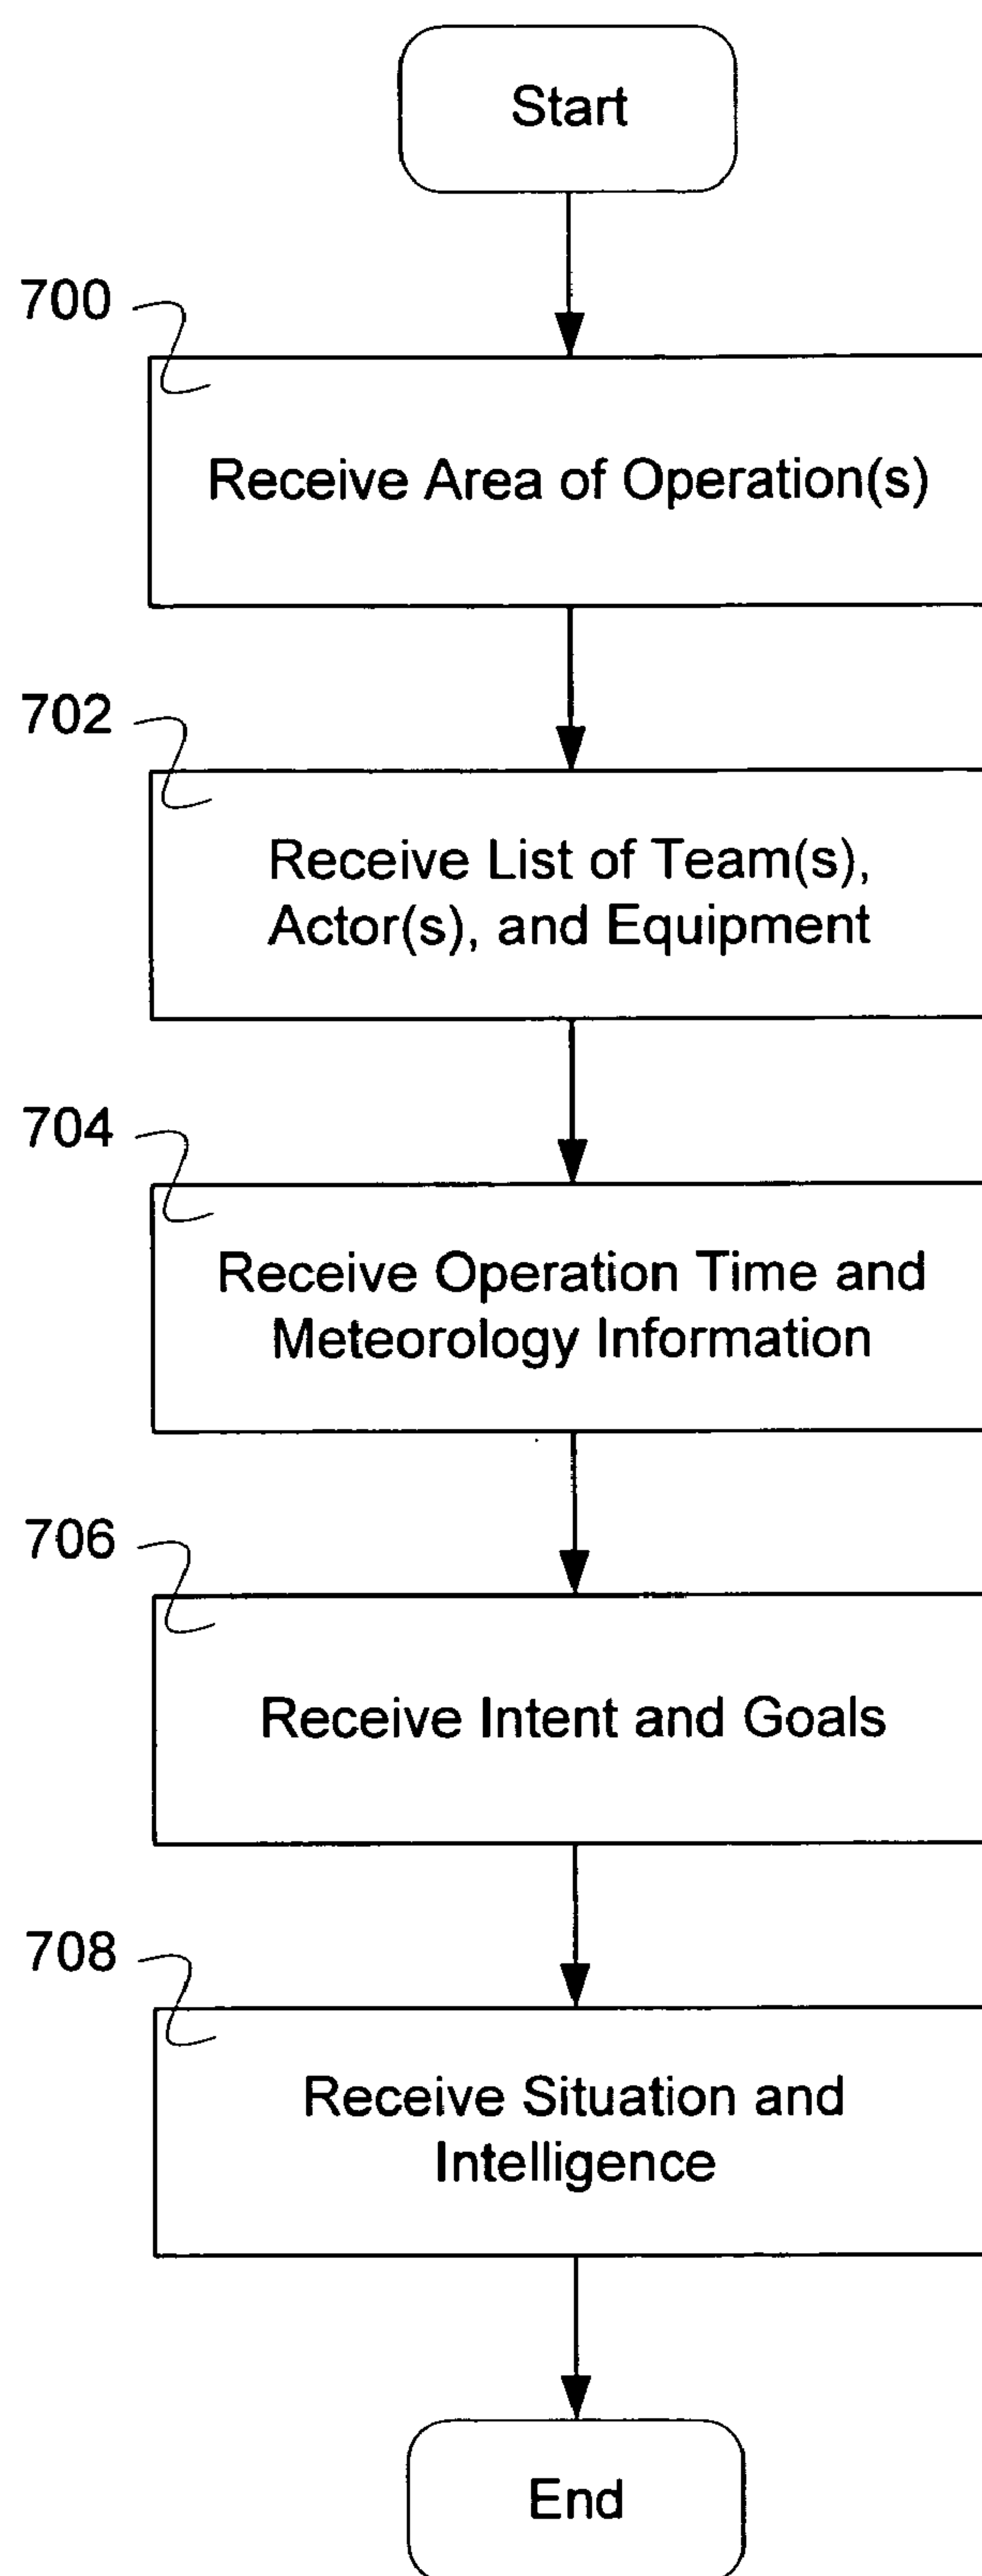 Start
700
Receive Area of Operation(s)
702
Receive List of Team(s),
Actor(s), and Equipment
704
Receive Operation Time and
Meteorology Information
706
Receive Intent and Goals
708
Receive Situation and
Intelligence
End